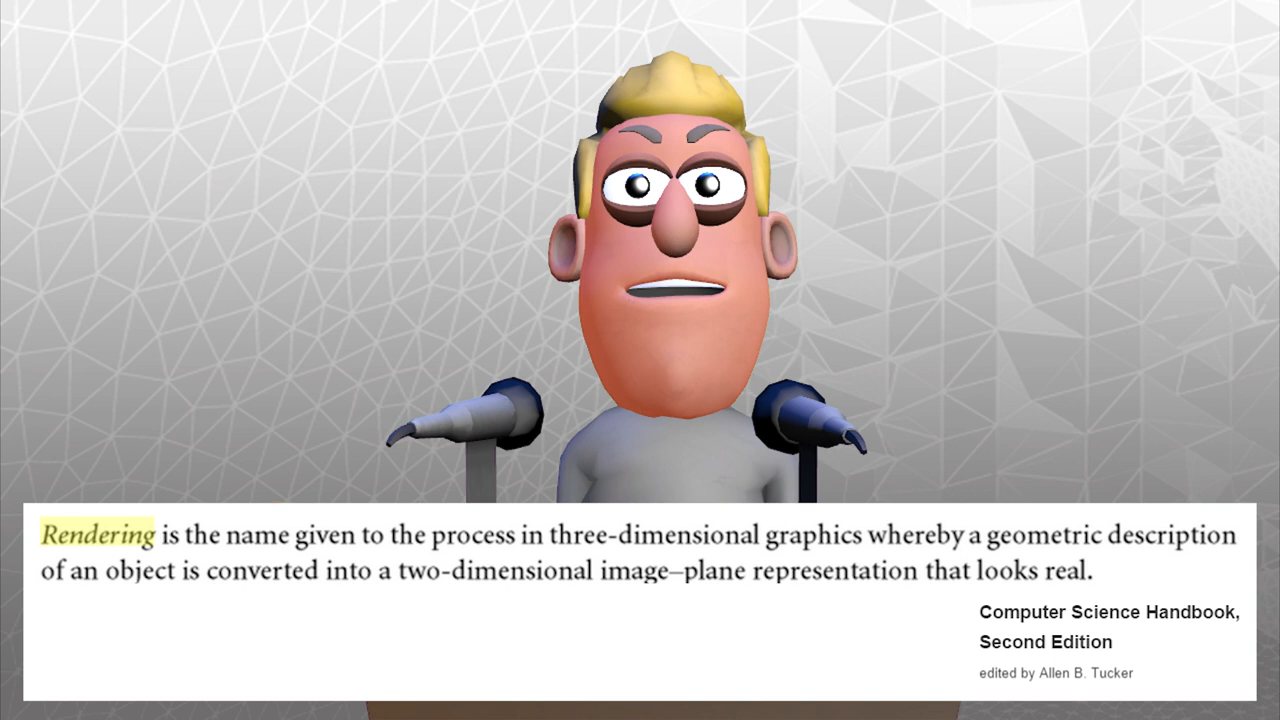 Rendering is the name given to the process in three-dimensional graphics whereby a geometric description
of an object is converted into a two-dimensional image–plane representation that looks real.
Computer Science Handbook,
Second Edition
edited by Allen B. Tucker